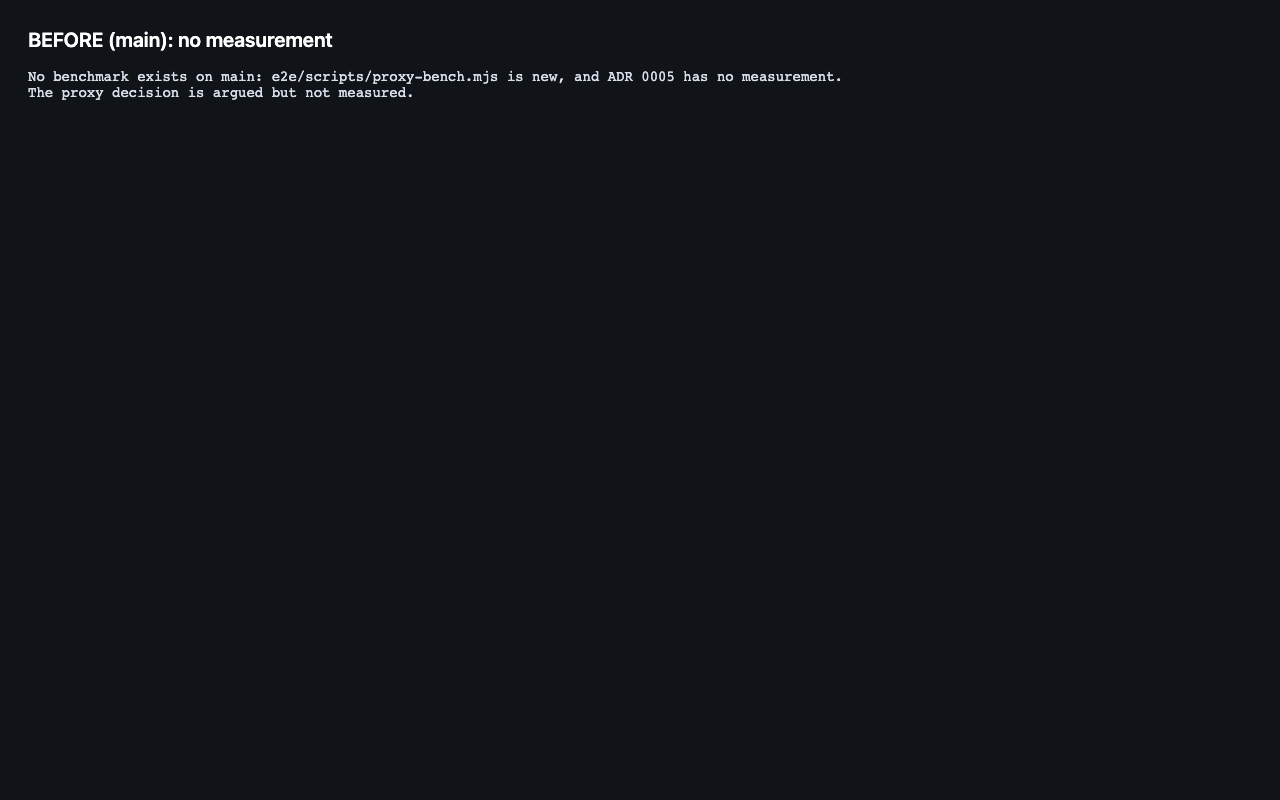 BEFORE (main): no measurement
No benchmark exists on main: e2e/scripts/proxy-bench.mjs is new, and ADR 0005 has no measurement.
The proxy decision is argued but not measured.